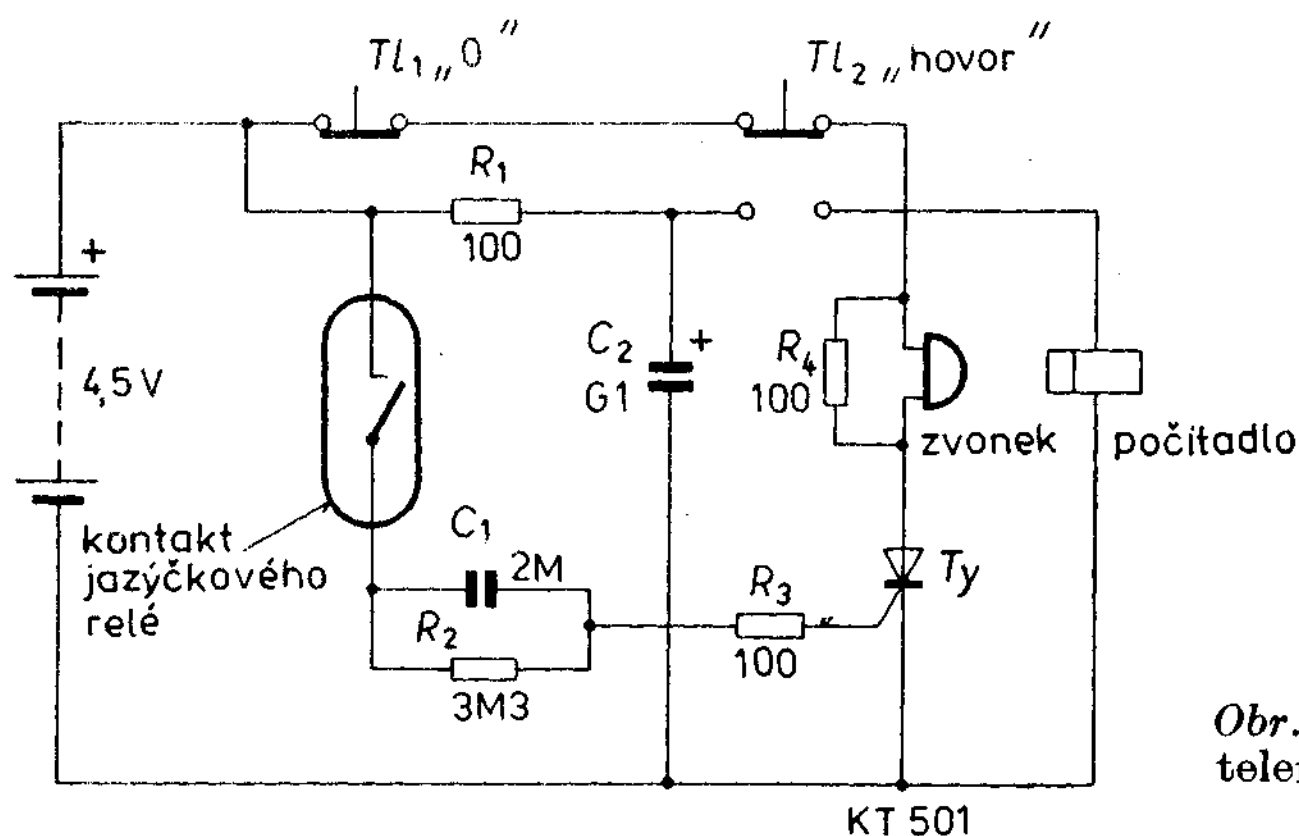 Tl₁ „0”
Tl₂ „hovor”
R₁
100
+
4,5 V
C₂
+
G1
R₄
100
zvonek
počitadlo
kontakt
jazýčkového
relé
C₁
2M
R₂
3M3
R₃
100
Ty
KT 501
Obr.